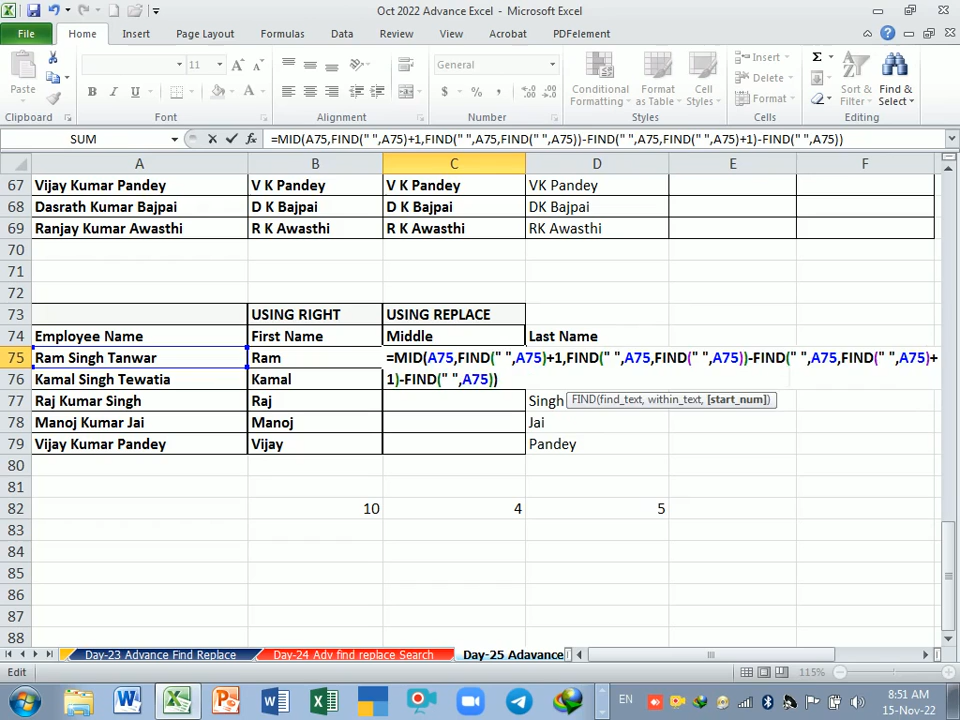 Oct 2022 Advance Excel - Microsoft Excel
File Home Insert Page Layout Formulas Data Review View Acrobat PDFelement
Paste
11
General
Conditional Formatting
Format as Table
Cell Styles
Insert
Delete
Format
Sort & Filter
Find & Select
Clipboard Font Alignment Number Styles Cells Editing
SUM
=MID(A75,FIND(" ",A75)+1,FIND(" ",A75,FIND(" ",A75))-FIND(" ",A75,FIND(" ",A75)+1)-FIND(" ",A75))
A B C D E F
67 Vijay Kumar Pandey V K Pandey V K Pandey VK Pandey
68 Dasrath Kumar Bajpai D K Bajpai D K Bajpai DK Bajpai
69 Ranjay Kumar Awasthi R K Awasthi R K Awasthi RK Awasthi
70
71
72
73 USING RIGHT USING REPLACE
74 Employee Name First Name Middle Last Name
75 Ram Singh Tanwar Ram =MID(A75,FIND(" ",A75)+1,FIND(" ",A75,FIND(" ",A75))-FIND(" ",A75,FIND(" ",A75)+
76 Kamal Singh Tewatia Kamal 1)-FIND(" ",A75))
77 Raj Kumar Singh Raj Singh FIND(find_text, within_text, [start_num])
78 Manoj Kumar Jai Manoj Jai
79 Vijay Kumar Pandey Vijay Pandey
80
81
82 10 4 5
83
84
85
86
87
88
Day-23 Advance Find Replace Day-24 Adv find replace Search Day-25 Adavance
Edit 115%
EN 8:51 AM
15-Nov-22